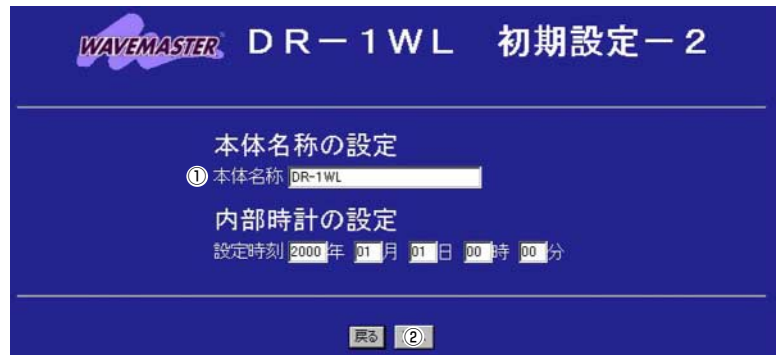 WAVEMASTER DR－1WL 初期設定－2
本体名称の設定
① 本体名称 DR-1WL
内部時計の設定
設定時刻 2000 年 01 月 01 日 00 時 00 分
戻る ②